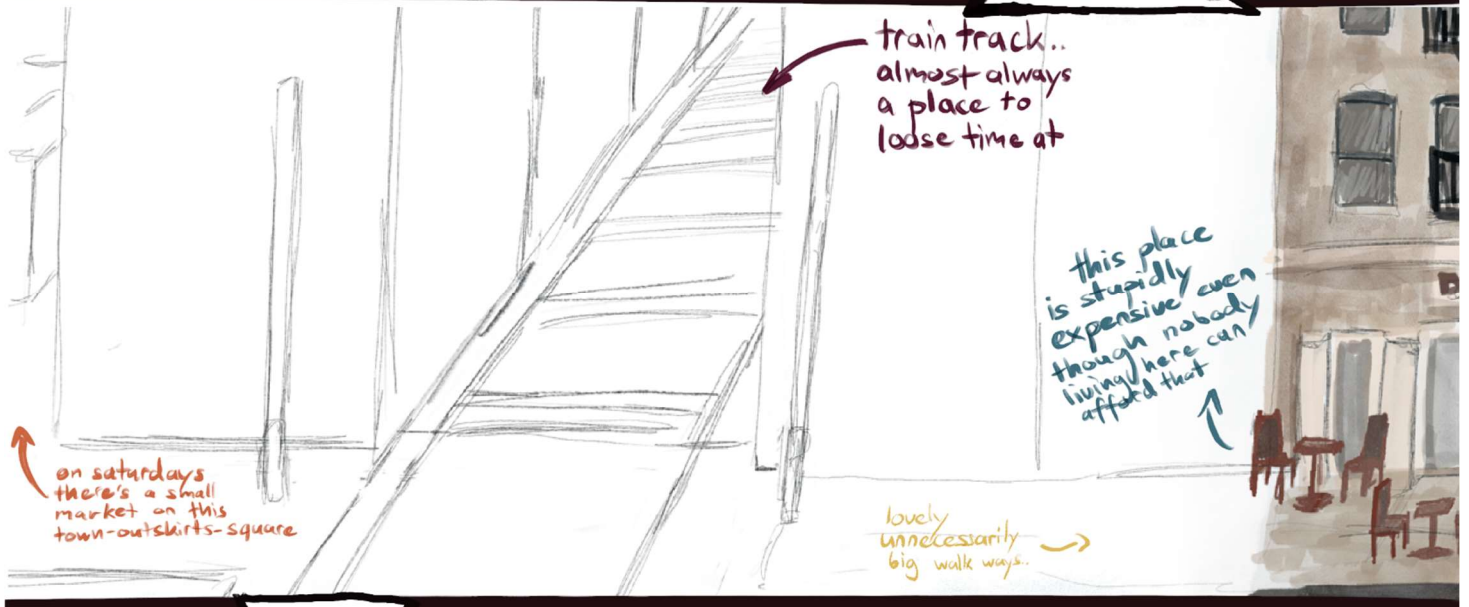 train track..
almost always
a place to
loose time at
this place
is stupidly
expensive even
though nobody
living here can
afford that
on saturdays
there's a small
market on this
town-outskirts-square
lovely
unnecessarily
big walk ways..